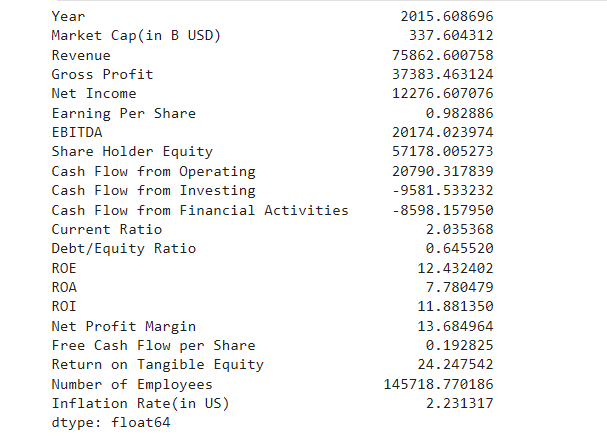 Year 2015.608696
Market Cap(in B USD) 337.604312
Revenue 75862.600758
Gross Profit 37383.463124
Net Income 12276.607076
Earning Per Share 0.982886
EBITDA 20174.023974
Share Holder Equity 57178.005273
Cash Flow from Operating 20790.317839
Cash Flow from Investing -9581.533232
Cash Flow from Financial Activities -8598.157950
Current Ratio 2.035368
Debt/Equity Ratio 0.645520
ROE 12.432402
ROA 7.780479
ROI 11.881350
Net Profit Margin 13.684964
Free Cash Flow per Share 0.192825
Return on Tangible Equity 24.247542
Number of Employees 145718.770186
Inflation Rate(in US) 2.231317
dtype: float64